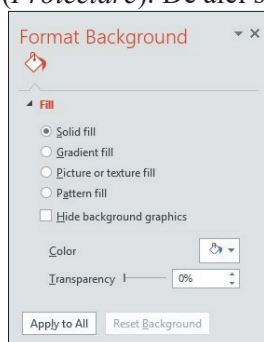 (Proiectare). De aici s
Format Background
Fill
Solid fill
Gradient fill
Picture or texture fill
Pattern fill
Hide background graphics
Color
Transparency
0%
Apply to All Reset Background